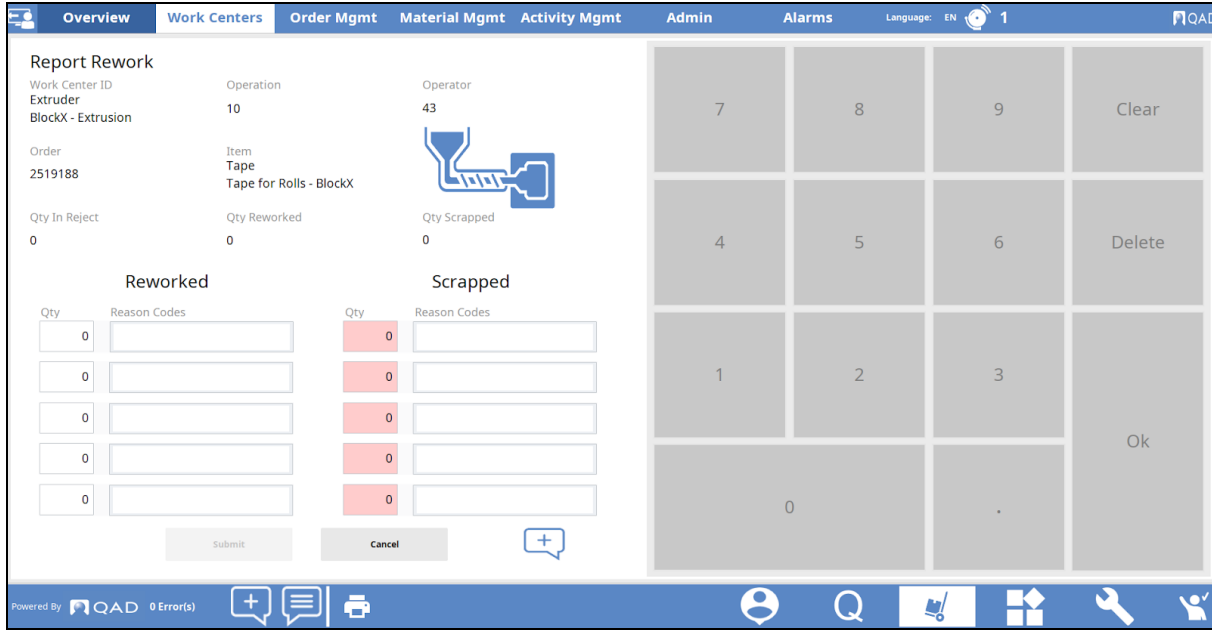 Overview Work Centers Order Mgmt Material Mgmt Activity Mgmt Admin Alarms Language: EN 1 QAD
Report Rework
Work Center ID Operation Operator
Extruder 10 43
BlockX - Extrusion
Order Item
2519188 Tape
Tape for Rolls - BlockX
Qty In Reject Qty Reworked Qty Scrapped
0 0 0
Reworked Scrapped
Qty Reason Codes Qty Reason Codes
0 0
0 0
0 0
0 0
0 0
Submit Cancel
7 8 9 Clear
4 5 6 Delete
1 2 3
Ok
0 .
Powered By QAD 0 Error(s) Q